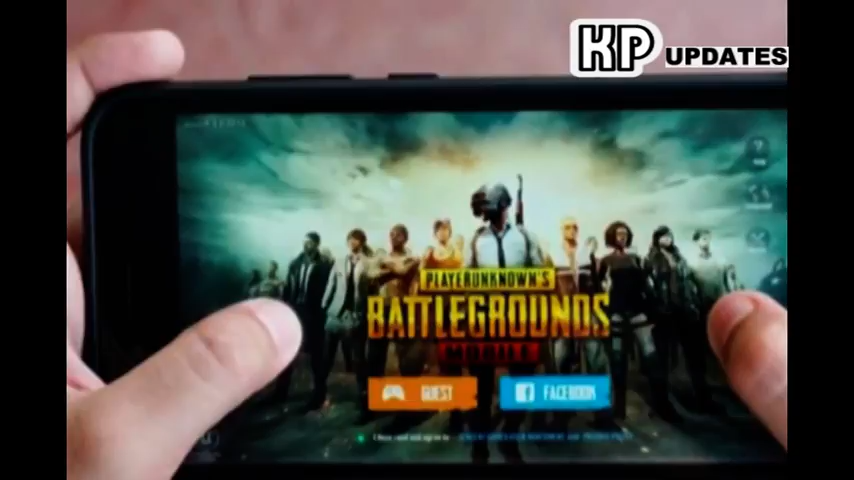 KP UPDATES
PLAYERUNKNOWN'S
BATTLEGROUNDS
MOBILE
GUEST
FACEBOOK